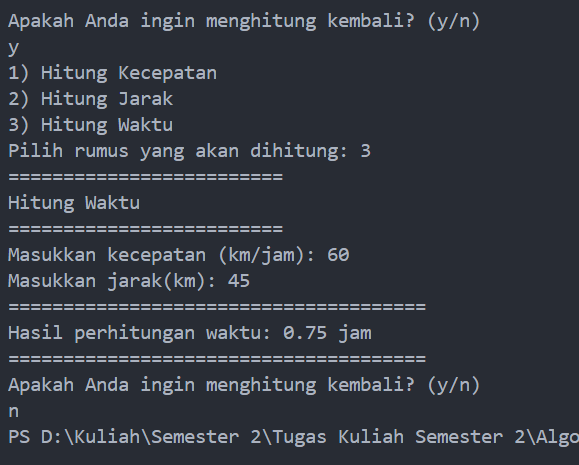 Apakah Anda ingin menghitung kembali? (y/n)
y
1) Hitung Kecepatan
2) Hitung Jarak
3) Hitung Waktu
Pilih rumus yang akan dihitung: 3
=========================
Hitung Waktu
=========================
Masukkan kecepatan (km/jam): 60
Masukkan jarak(km): 45
======================================
Hasil perhitungan waktu: 0.75 jam
======================================
Apakah Anda ingin menghitung kembali? (y/n)
n
PS D:\Kuliah\Semester 2\Tugas Kuliah Semester 2\Algo